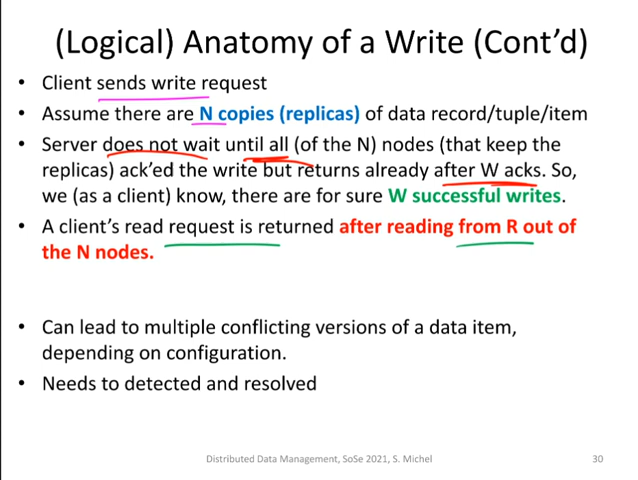 (Logical) Anatomy of a Write (Cont'd)
• Client sends write request
• Assume there are N copies (replicas) of data record/tuple/item
• Server does not wait until all (of the N) nodes (that keep the
replicas) ack'ed the write but returns already after W acks. So,
we (as a client) know, there are for sure W successful writes.
• A client's read request is returned after reading from R out of
the N nodes.
• Can lead to multiple conflicting versions of a data item,
depending on configuration.
• Needs to detected and resolved
Distributed Data Management, SoSe 2021, S. Michel
30